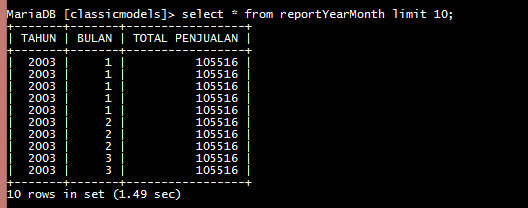 MariaDB [classicmodels]> select * from reportYearMonth limit 10;
+-------+-------+-----------------+
| TAHUN | BULAN | TOTAL PENJUALAN |
+-------+-------+-----------------+
|  2003 |     1 |          105516 |
|  2003 |     1 |          105516 |
|  2003 |     1 |          105516 |
|  2003 |     1 |          105516 |
|  2003 |     1 |          105516 |
|  2003 |     2 |          105516 |
|  2003 |     2 |          105516 |
|  2003 |     2 |          105516 |
|  2003 |     3 |          105516 |
|  2003 |     3 |          105516 |
+-------+-------+-----------------+
10 rows in set (1.49 sec)